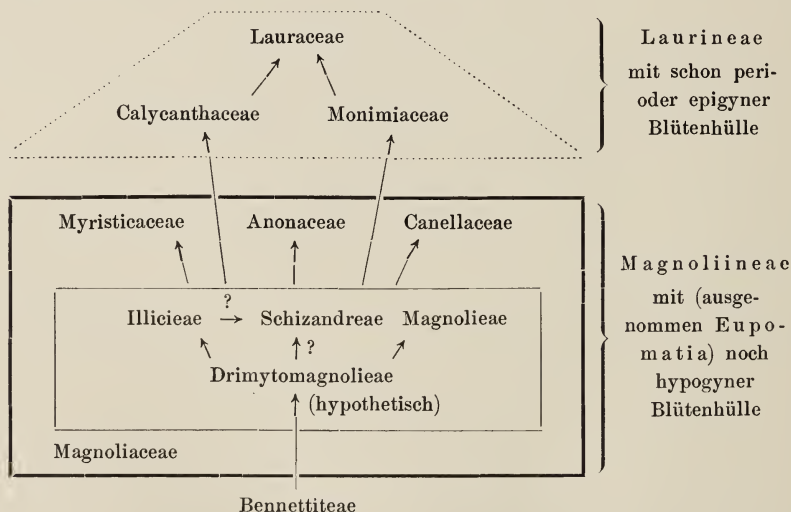 Lauraceae
Calycanthaceae Monimiaceae
Laurineae
mit schon peri-
oder epigyner
Blütenhülle
Myristicaceae Anonaceae Canellaceae
?
Illicieae Schizandreae Magnolieae
?
Drimytomagnolieae
(hypothetisch)
Magnoliaceae
Magnoliineae
mit (ausge-
nommen Eupo-
matia) noch
hypogyner
Blütenhülle
Bennettiteae